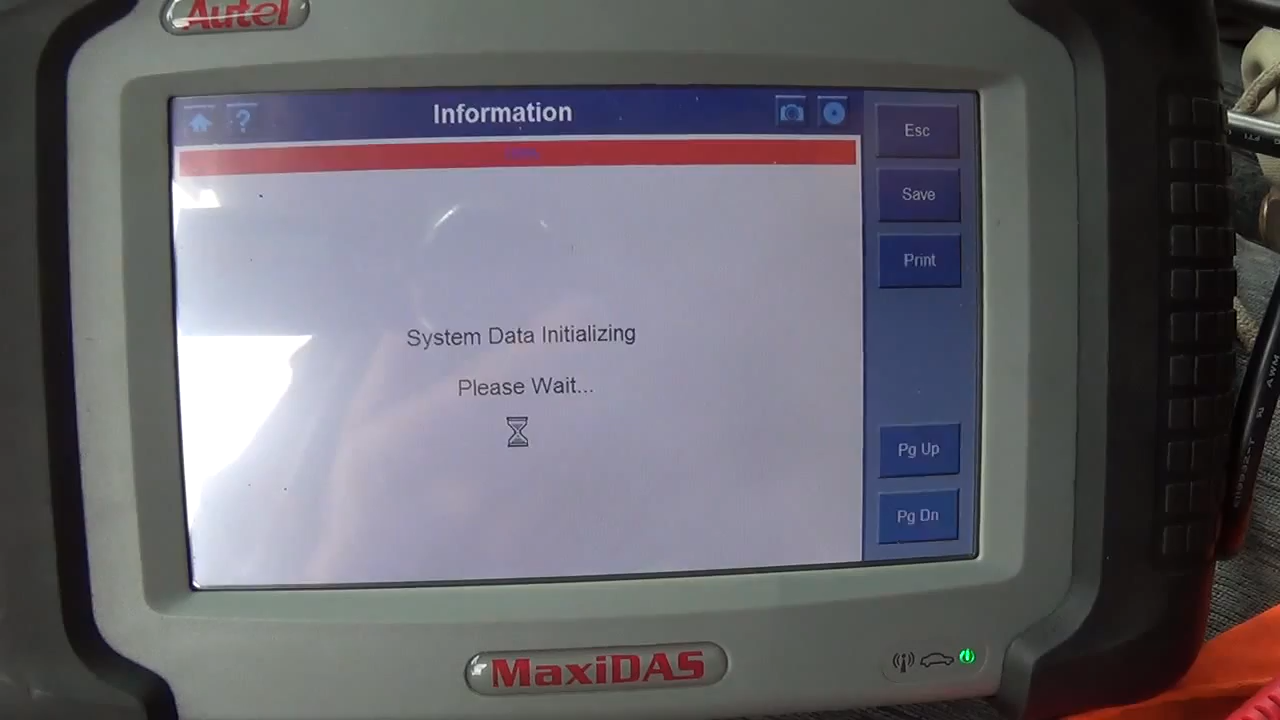 Autel
?
Information
Esc
Save
Print
System Data Initializing
Please Wait...
Pg Up
Pg Dn
MaxiDAS